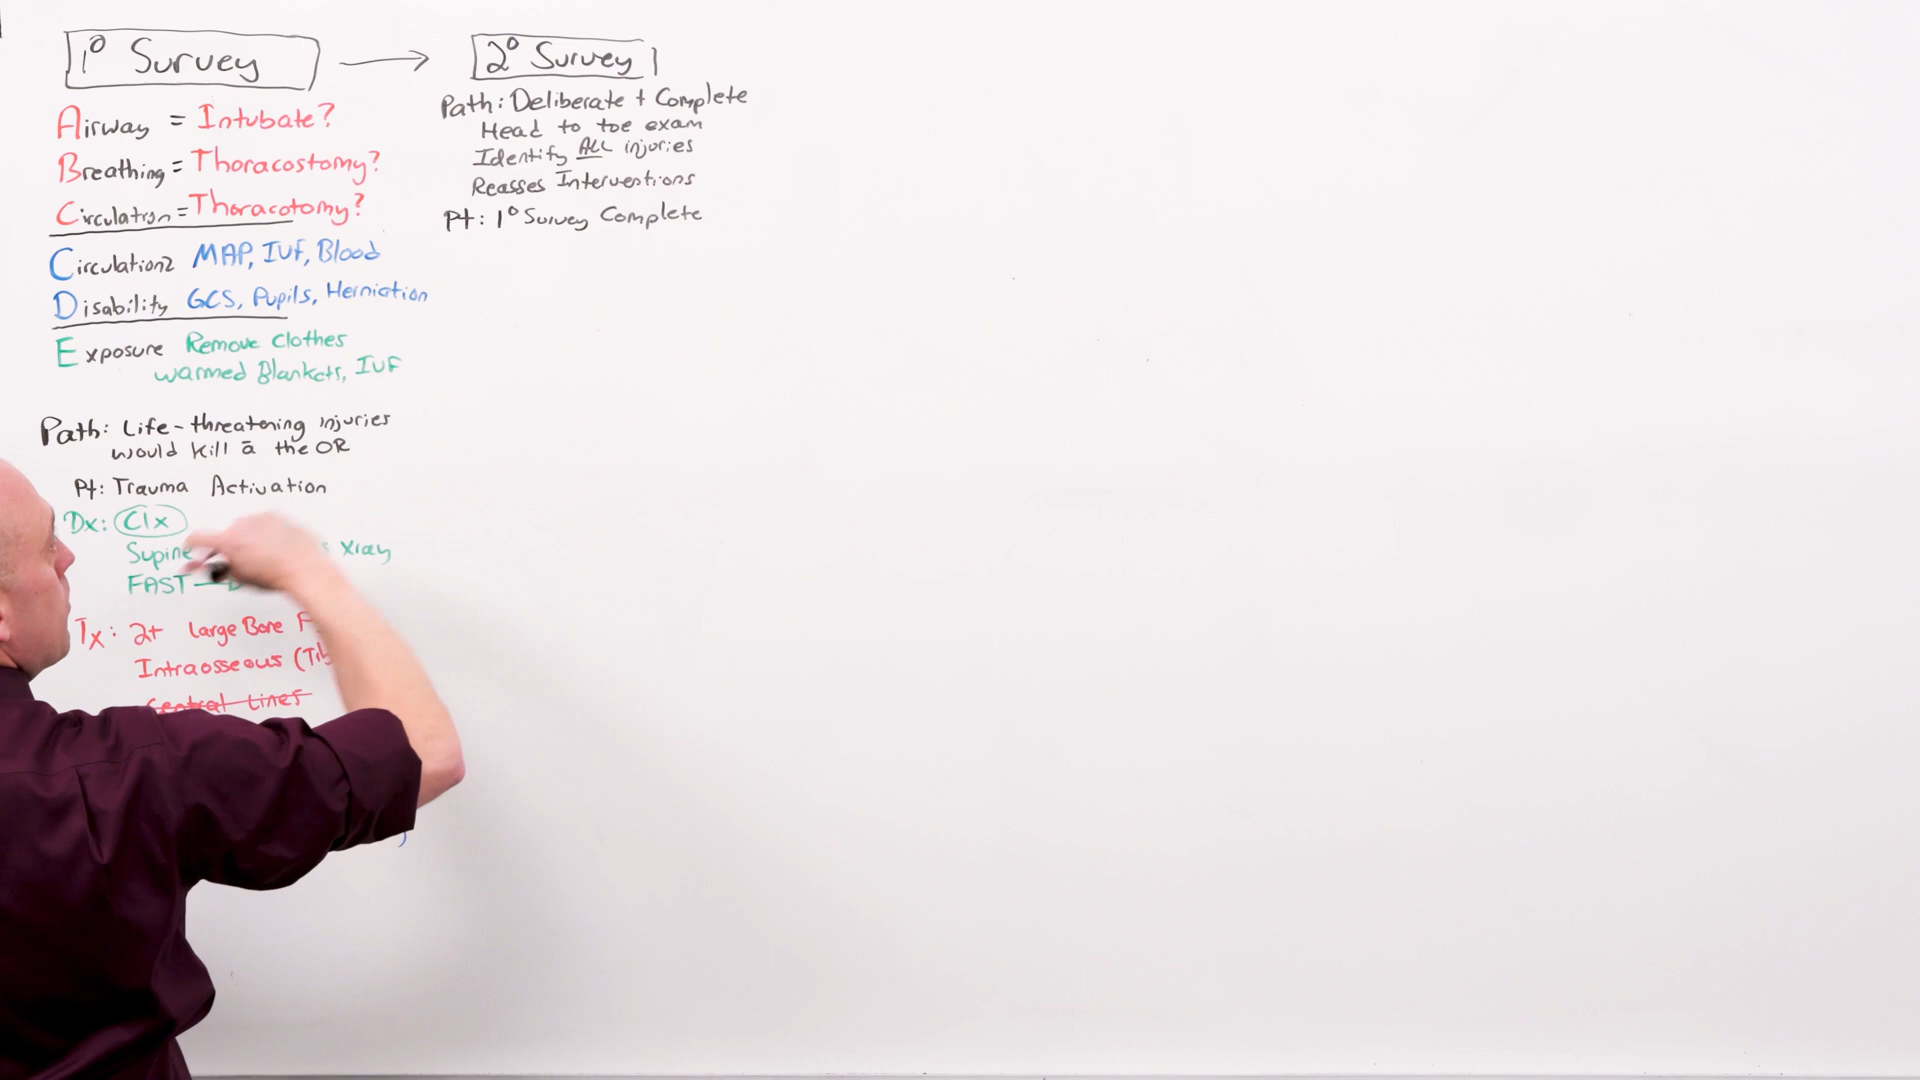 1° Survey
Airway = Intubate?
Breathing = Thoracostomy?
Circulation = Thoracotomy?
Circulation2 MAP, IVF, Blood
Disability GCS, Pupils, Herniation
Exposure Remove Clothes
warmed Blankets, IVF
Path: Life-threatening injuries
would kill ā the OR
Pt: Trauma Activation
Dx: Clx
Supine Xray
FAST
Tx: 2+ Large Bore
Intraosseous
Central Lines
2° Survey
Path: Deliberate + Complete
Head to toe exam
Identify ALL injuries
Reasses Interventions
Pt: 1° Survey Complete